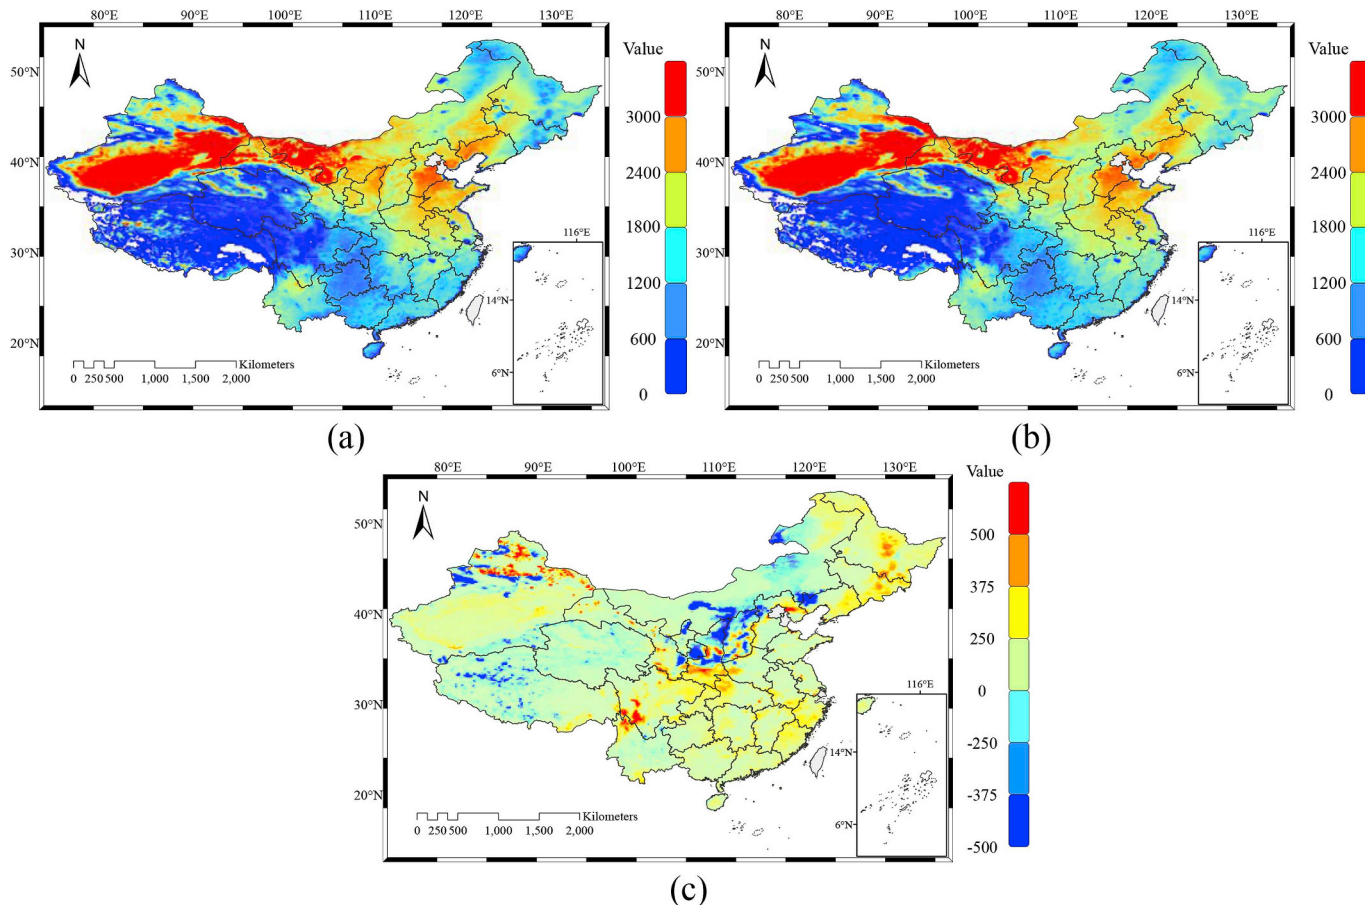 80°E 90°E 100°E 110°E 120°E 130°E
N
Value
50°N
3000
2400
40°N
1800
30°N
116°E
1200
14°N
600
20°N
Kilometers
0 250 500 1,000 1,500 2,000
6°N
0
(a)
80°E 90°E 100°E 110°E 120°E 130°E
N
Value
50°N
3000
2400
40°N
1800
30°N
116°E
1200
14°N
600
20°N
Kilometers
0 250 500 1,000 1,500 2,000
6°N
0
(b)
80°E 90°E 100°E 110°E 120°E 130°E
N
Value
50°N
500
375
40°N
250
0
30°N
116°E
-250
14°N
-375
20°N
Kilometers
0 250 500 1,000 1,500 2,000
6°N
-500
(c)